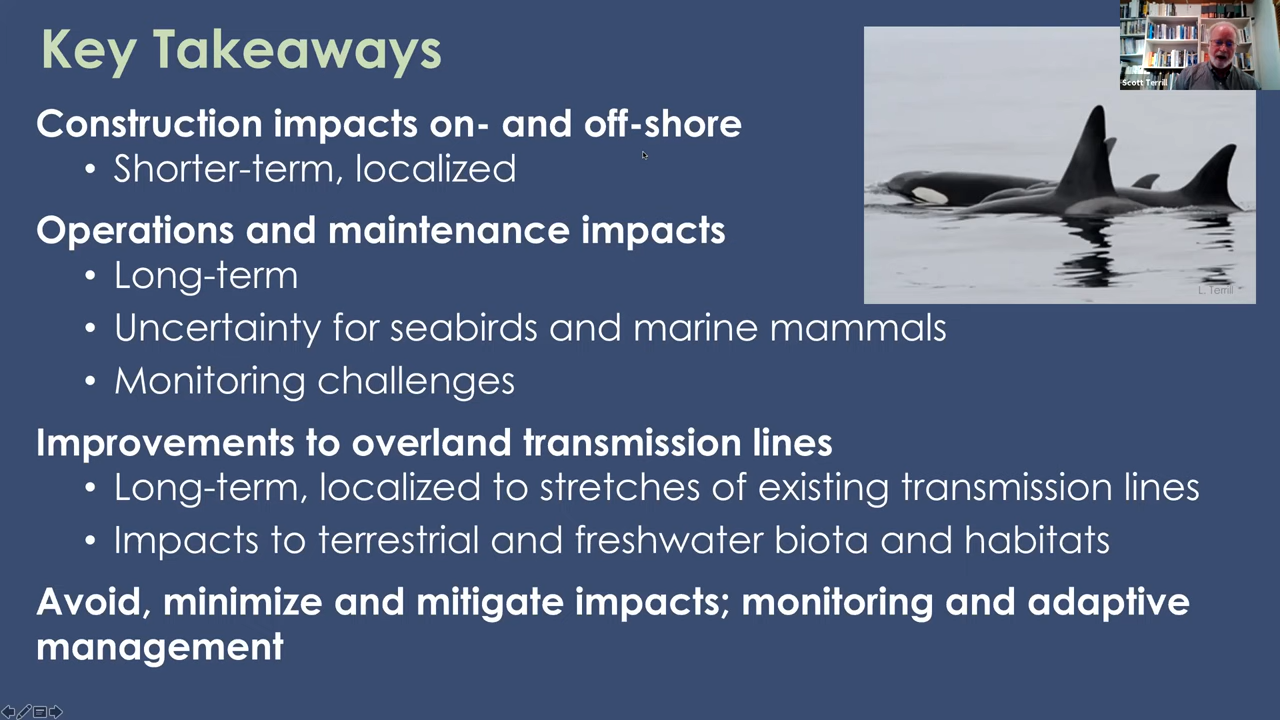 Key Takeaways
Scott Terrill
Construction impacts on- and off-shore
• Shorter-term, localized
Operations and maintenance impacts
• Long-term
L. Terrill
• Uncertainty for seabirds and marine mammals
• Monitoring challenges
Improvements to overland transmission lines
• Long-term, localized to stretches of existing transmission lines
• Impacts to terrestrial and freshwater biota and habitats
Avoid, minimize and mitigate impacts; monitoring and adaptive
management